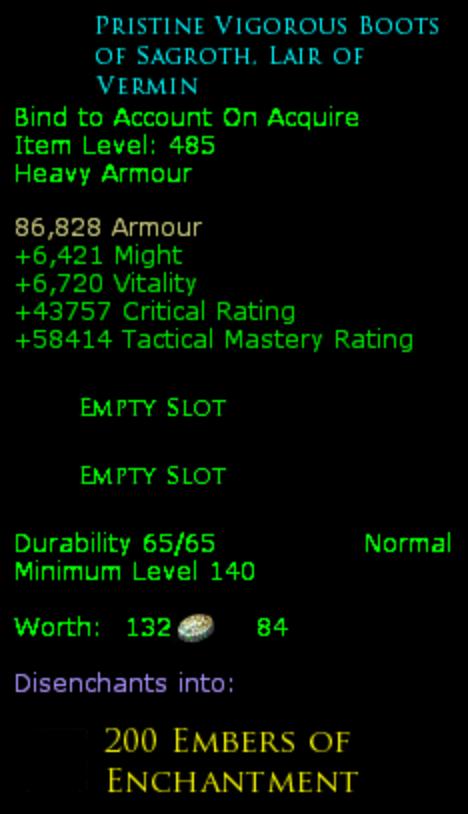 Pristine Vigorous Boots
of Sagroth, Lair of
Vermin
Bind to Account On Acquire
Item Level: 485
Heavy Armour
86,828 Armour
+6,421 Might
+6,720 Vitality
+43757 Critical Rating
+58414 Tactical Mastery Rating
Empty Slot
Empty Slot
Durability 65/65 Normal
Minimum Level 140
Worth: 132 84
Disenchants into:
200 Embers of
Enchantment